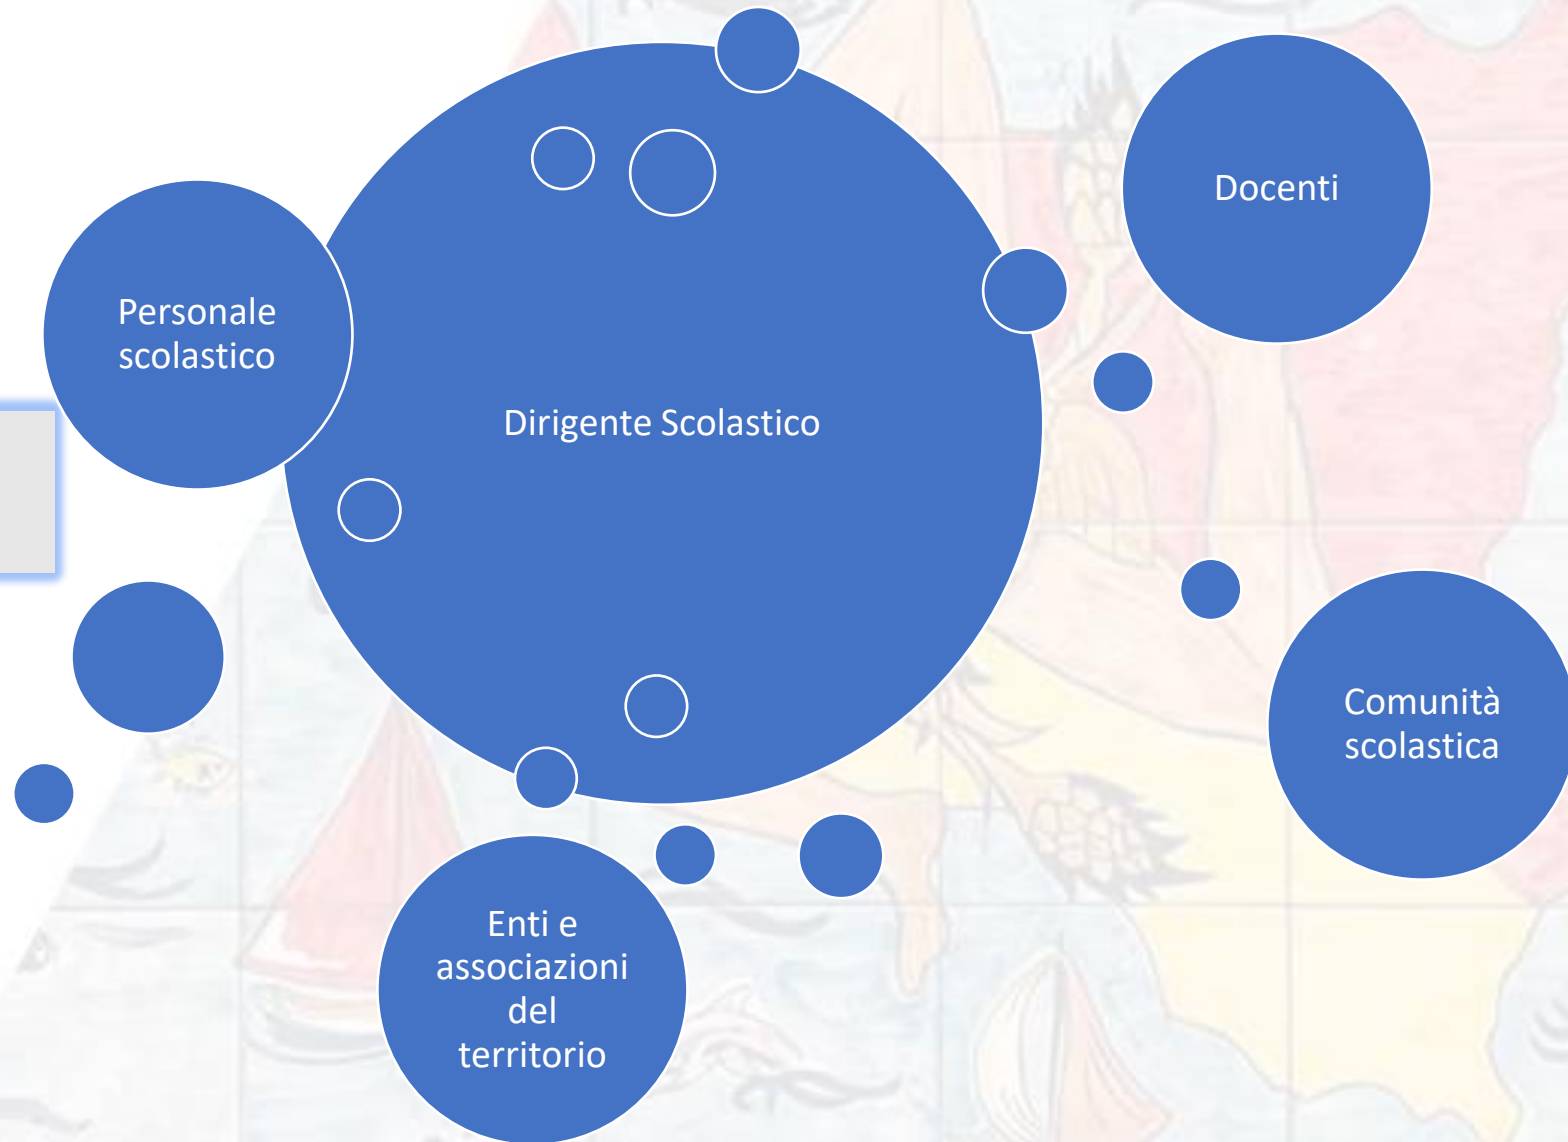 Docenti
Personale
scolastico
Dirigente Scolastico
Comunità
scolastica
Enti e
associazioni
del
territorio